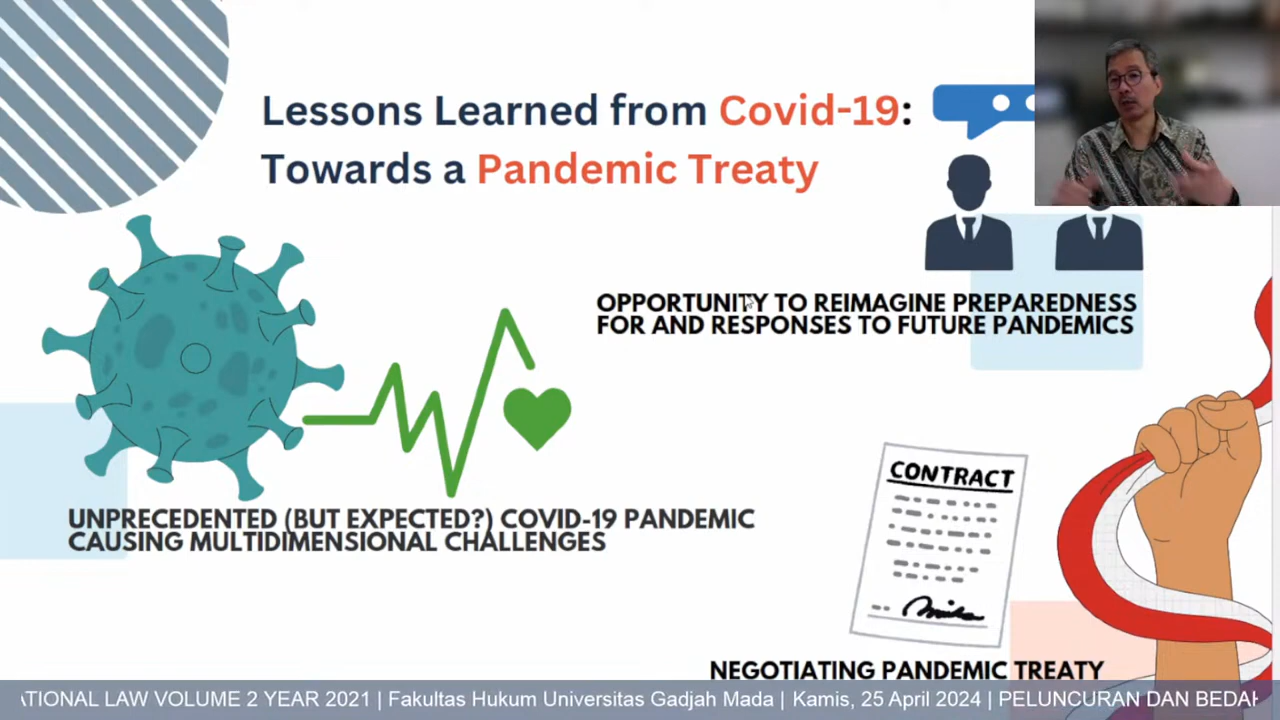 Lessons Learned from Covid-19:
Towards a Pandemic Treaty
OPPORTUNITY TO REIMAGINE PREPAREDNESS
FOR AND RESPONSES TO FUTURE PANDEMICS
UNPRECEDENTED (BUT EXPECTED?) COVID-19 PANDEMIC
CAUSING MULTIDIMENSIONAL CHALLENGES
CONTRACT
NEGOTIATING PANDEMIC TREATY
ATIONAL LAW VOLUME 2 YEAR 2021 | Fakultas Hukum Universitas Gadjah Mada | Kamis, 25 April 2024 | PELUNCURAN DAN BEDAH